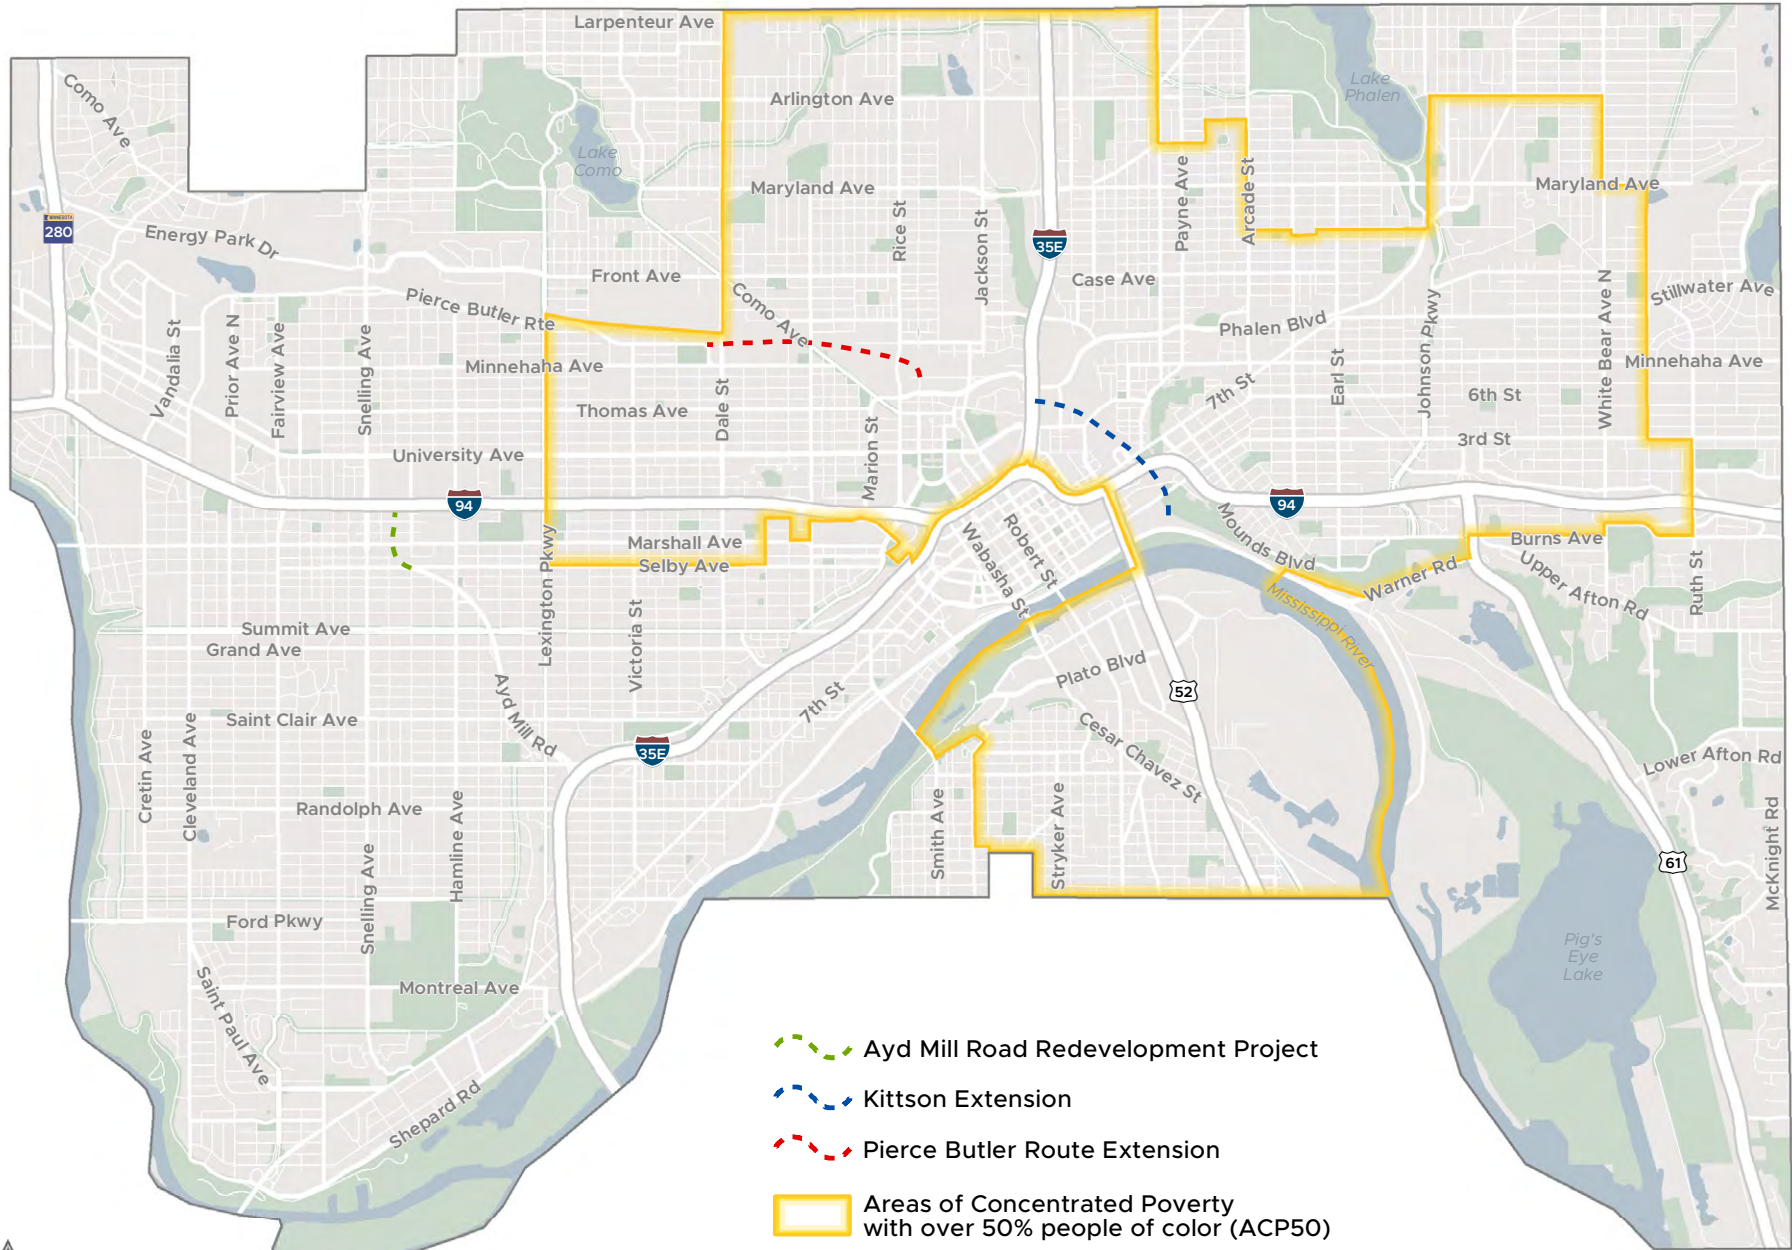 Larpenteur Ave
Como Ave
Arlington Ave
Lake
Phalen
Lake
Como
Maryland Ave
Maryland Ave
Payne Ave
Arcade St
MINNESOTA
280
Energy Park Dr
Rice St
Jackson St
35E
Front Ave
Case Ave
Pierce Butler Rte
Como Ave
Stillwater Ave
Phalen Blvd
Vandalia St
Prior Ave N
Fairview Ave
Snelling Ave
Minnehaha Ave
Minnehaha Ave
Earl St
Johnson Pkwy
White Bear Ave N
7th St
6th St
Thomas Ave
Dale St
Marion St
3rd St
University Ave
94
94
Marshall Ave
Selby Ave
Lexington Pkwy
Wabasha St
Robert St
Mounds Blvd
Burns Ave
Warner Rd
Upper Afton Rd
Ruth St
Mississippi River
Summit Ave
Grand Ave
Victoria St
Plato Blvd
52
Ayd Mill Rd
7th St
Saint Clair Ave
Cesar Chavez St
35E
Lower Afton Rd
Cretin Ave
Cleveland Ave
Randolph Ave
Hamline Ave
Smith Ave
Stryker Ave
McKnight Rd
61
Snelling Ave
Ford Pkwy
Pig's
Eye
Lake
Saint Paul Ave
Montreal Ave
Shepard Rd
Ayd Mill Road Redevelopment Project
Kittson Extension
Pierce Butler Route Extension
Areas of Concentrated Poverty
with over 50% people of color (ACP50)